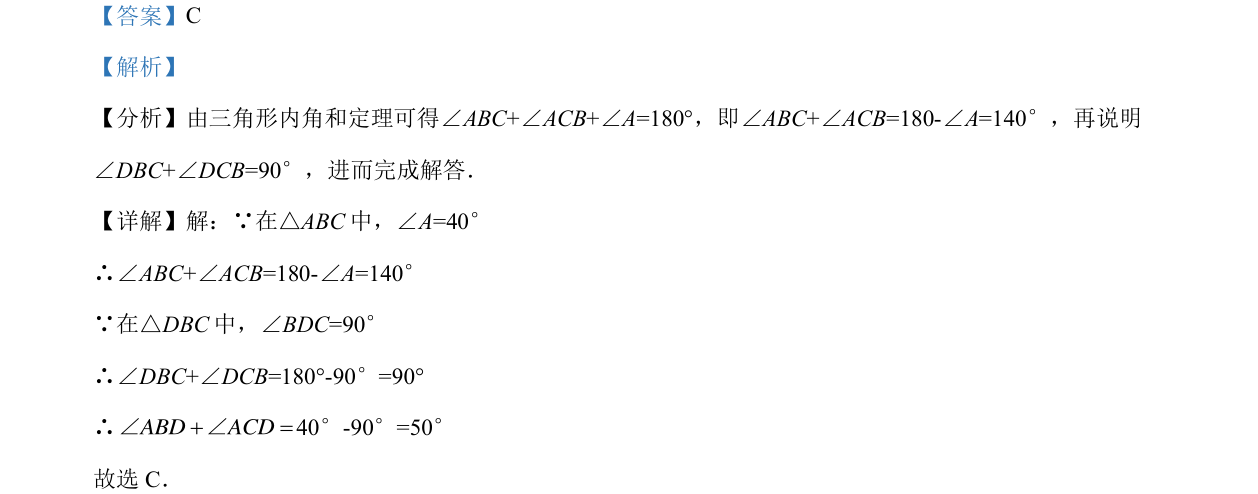 【答案】C
【解析】
【分析】由三角形内角和定理可得∠ABC+∠ACB+∠A=180°，即∠ABC+∠ACB=180-∠A=140°，再说明
∠DBC+∠DCB=90°，进而完成解答．
【详解】解：∵在△ABC中，∠A=40°
∴∠ABC+∠ACB=180-∠A=140°
∵在△DBC中，∠BDC=90°
∴∠DBC+∠DCB=180°-90°=90°
∴∠ABD+∠ACD=40°-90°=50°
故选C．